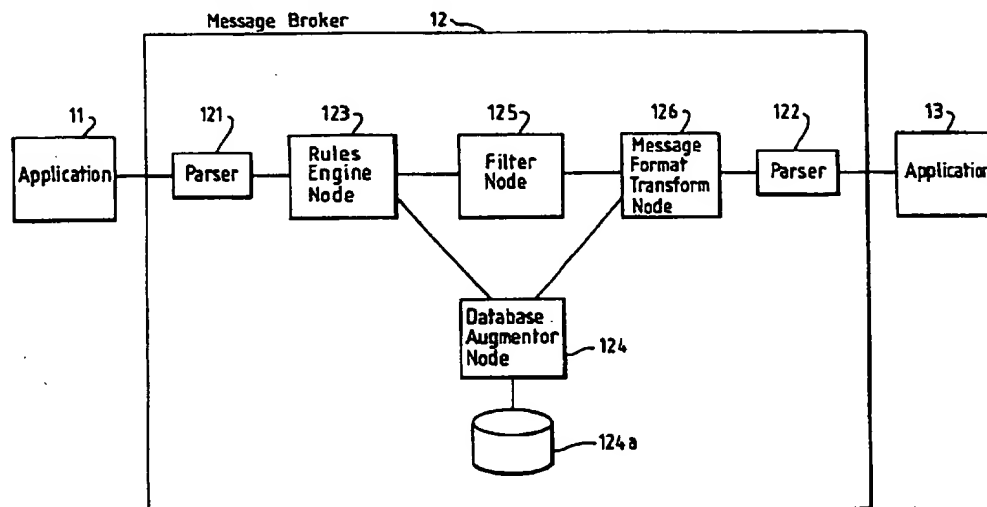 Message Broker
12
11
121
123
125
126
122
13
Application
Parser
Rules
Engine
Node
Filter
Node
Message
Format
Transform
Node
Parser
Application
Database
Augmentor
Node
124
124a